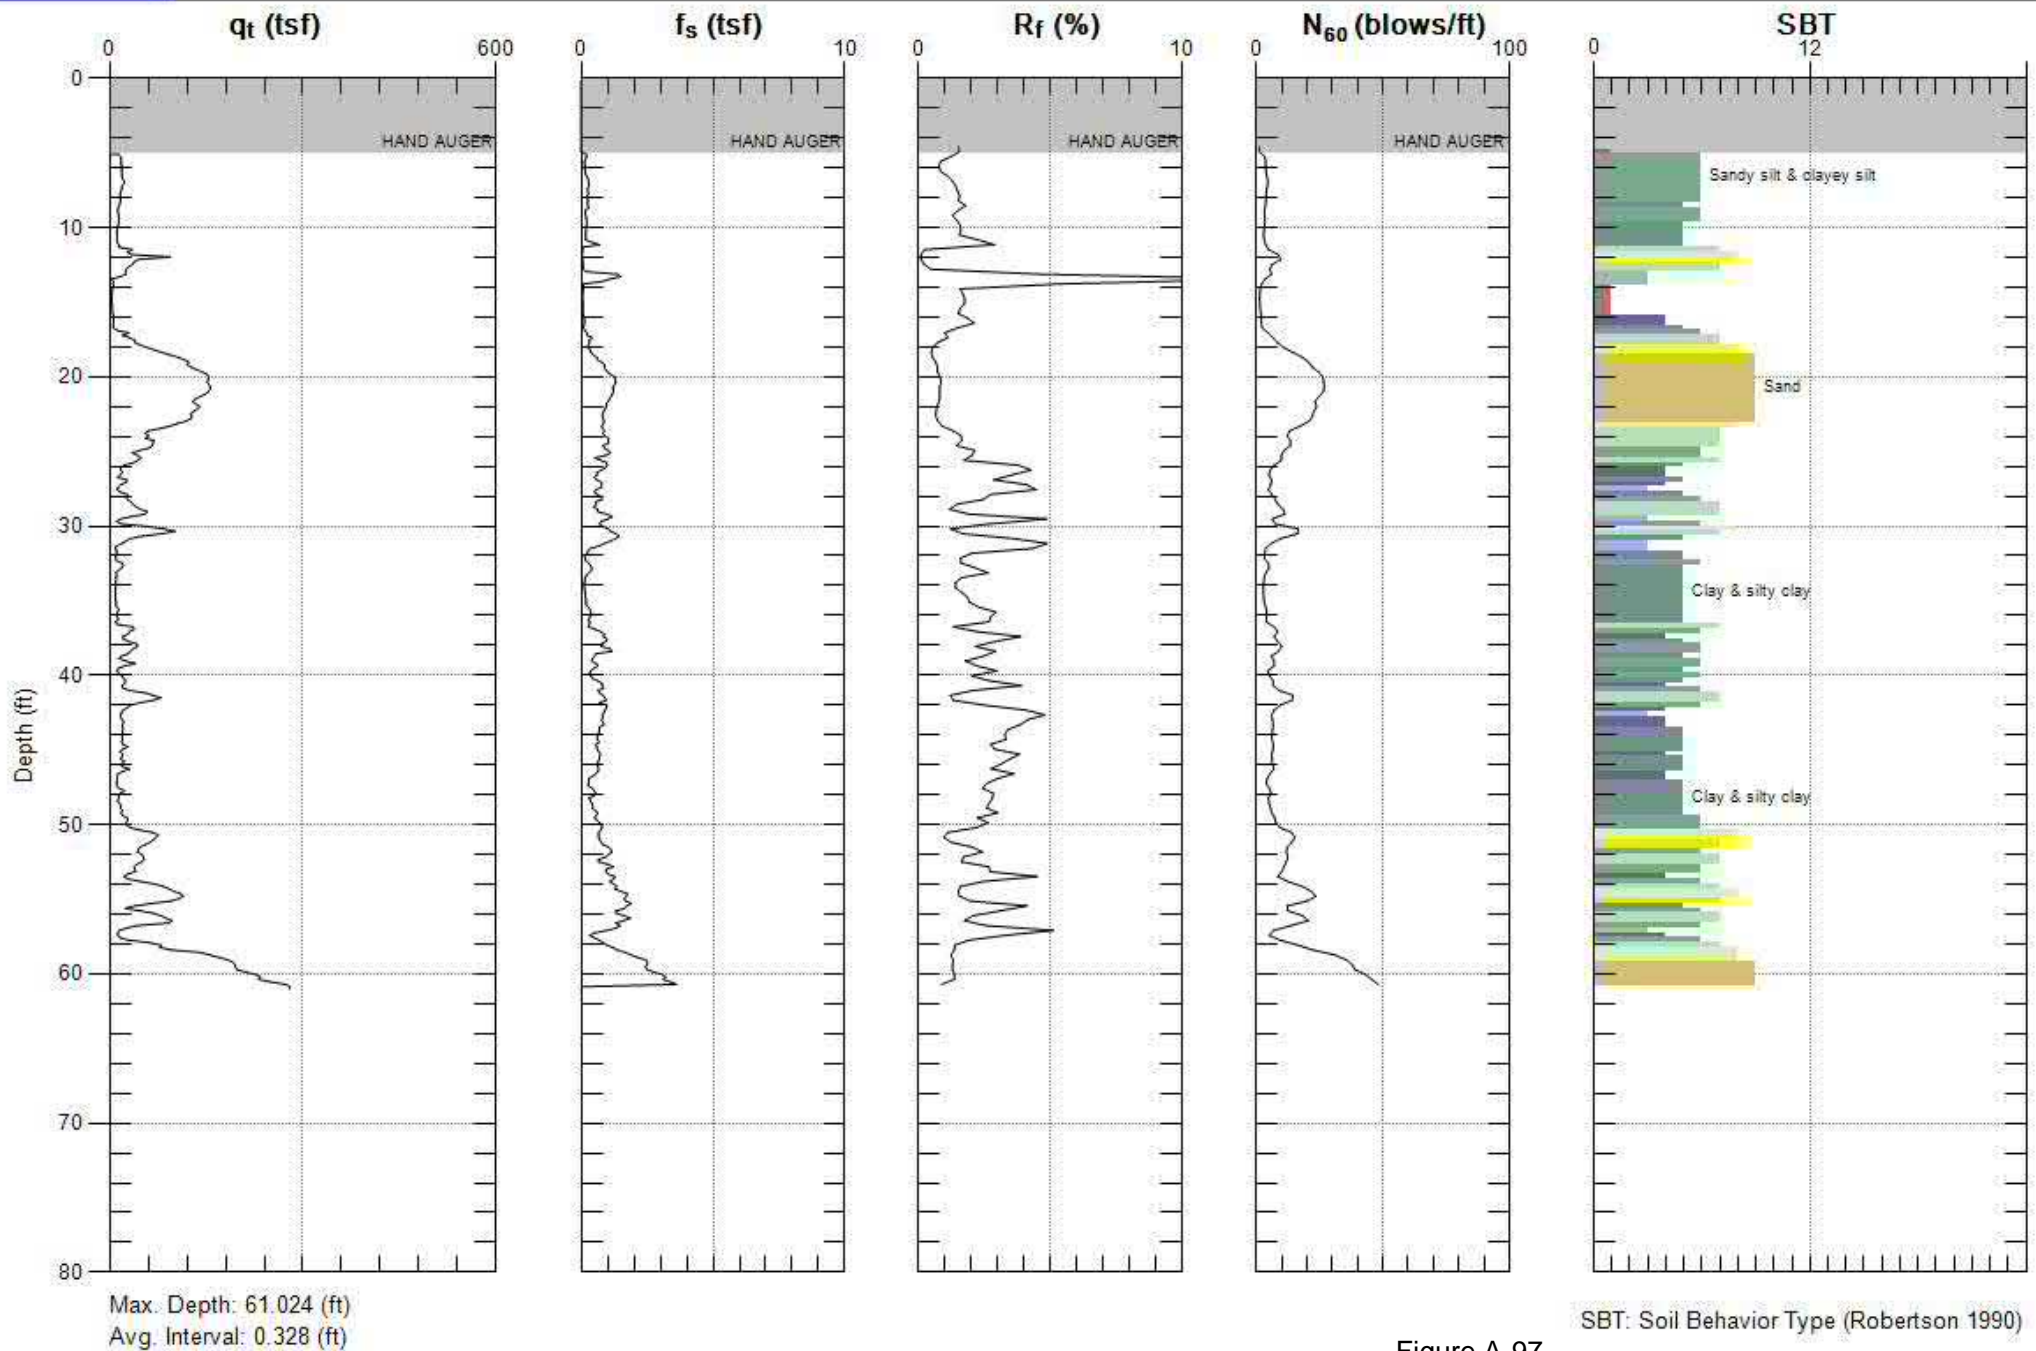 qt (tsf) fs (tsf) Rf (%) N60 (blows/ft) SBT
0 600 0 10 0 10 0 100 0 12
0
HAND AUGER HAND AUGER HAND AUGER HAND AUGER
Sandy silt & clayey silt
10
20
Sand
30
Clay & silty clay
40
Depth (ft)
Clay & silty clay
50
60
70
80
Max. Depth: 61.024 (ft)
Avg. Interval: 0.328 (ft)
SBT: Soil Behavior Type (Robertson 1990)
Figure A-97